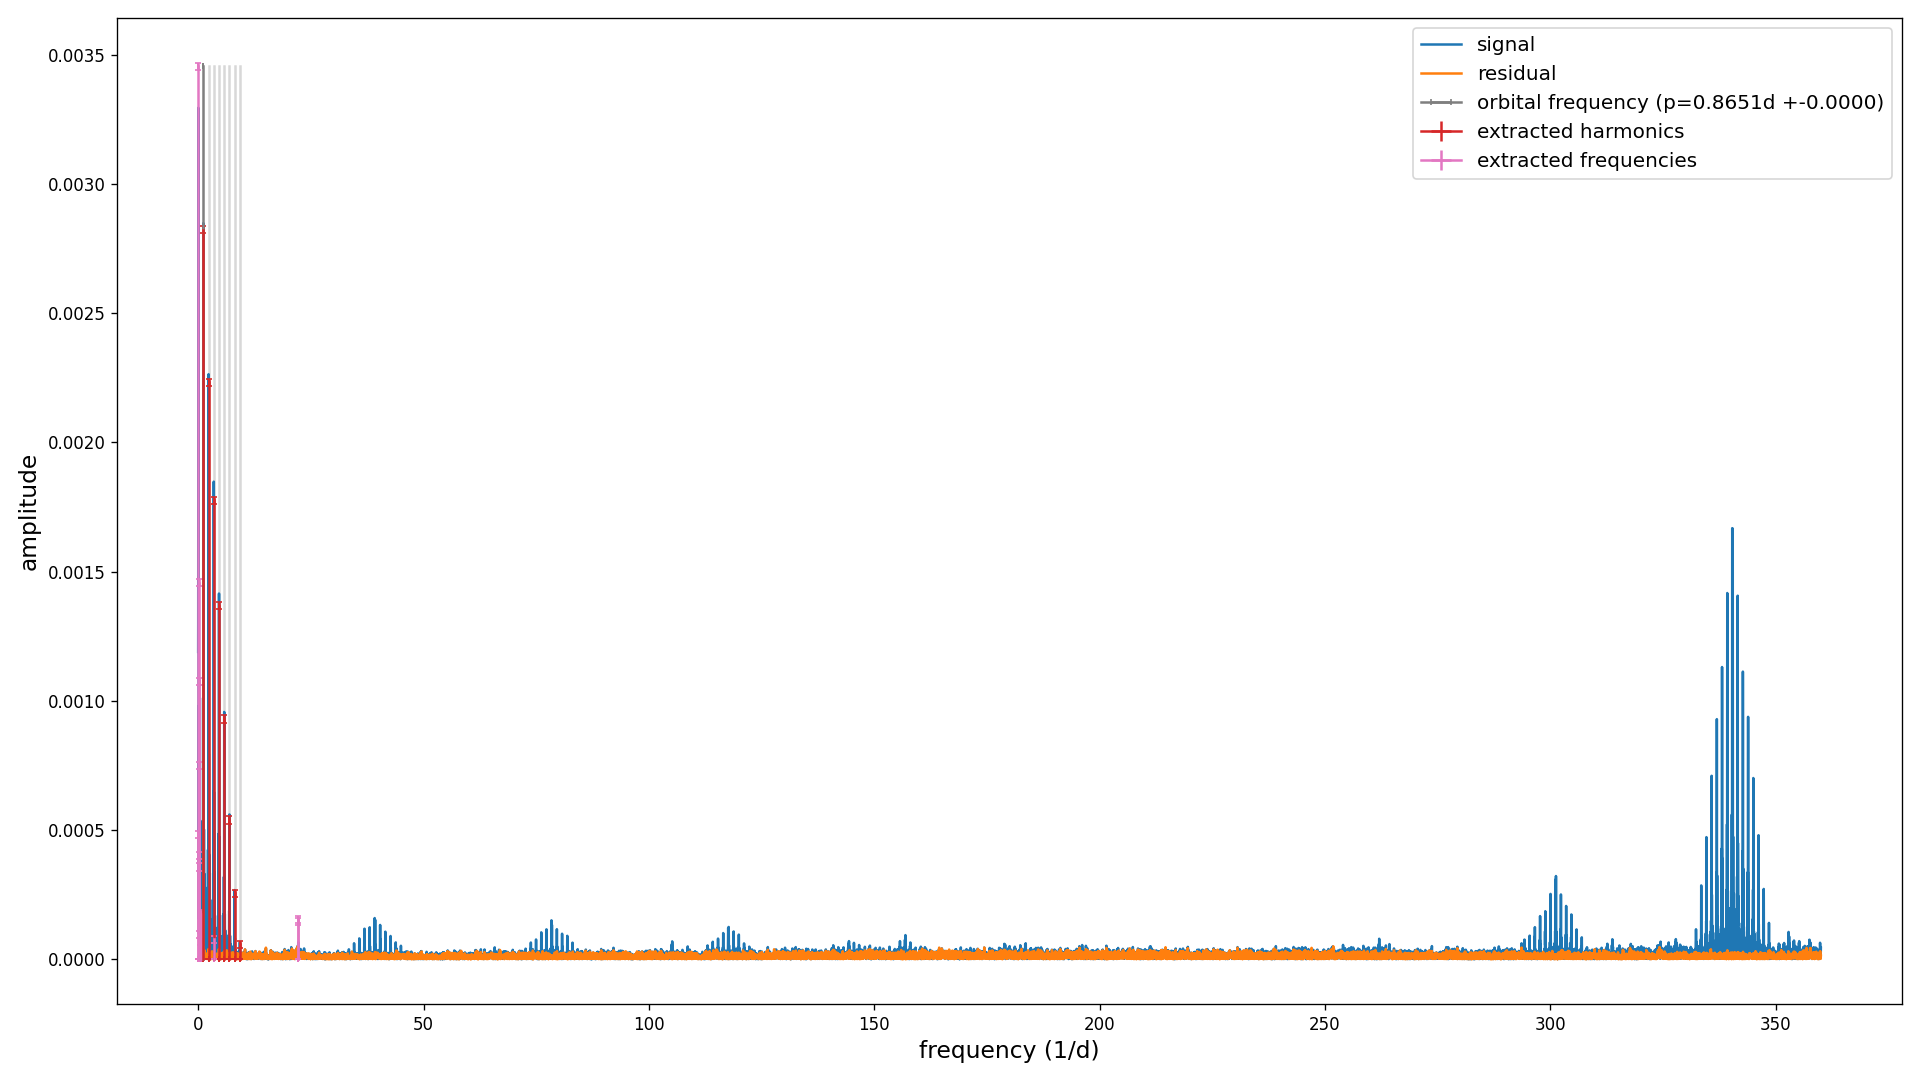 signal
residual
orbital frequency (p=0.8651d +-0.0000)
extracted harmonics
extracted frequencies
amplitude
0.0035
0.0030
0.0025
0.0020
0.0015
0.0010
0.0005
0.0000
0 50 100 150 200 250 300 350
frequency (1/d)